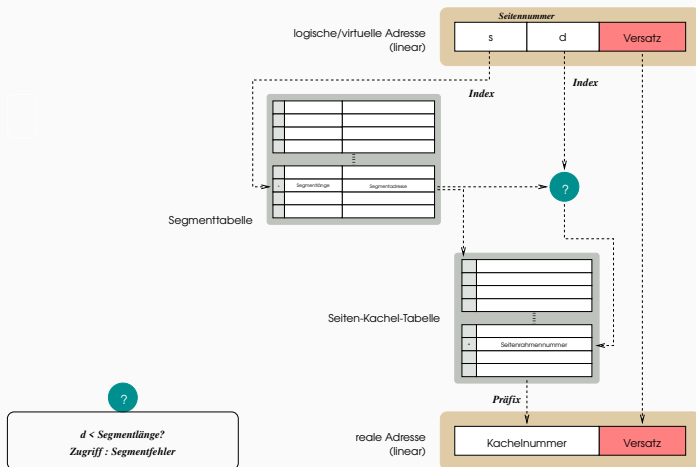 Seitennummer
logische/virtuelle Adresse
(linear)
s
d
Versatz
Index
Index
-
Segmentlänge
Segmentadresse
?
Segmenttabelle
Seiten-Kachel-Tabelle
-
Seitenrahmennummer
?
Präfix
d < Segmentlänge?
Zugriff : Segmentfehler
reale Adresse
(linear)
Kachelnummer
Versatz